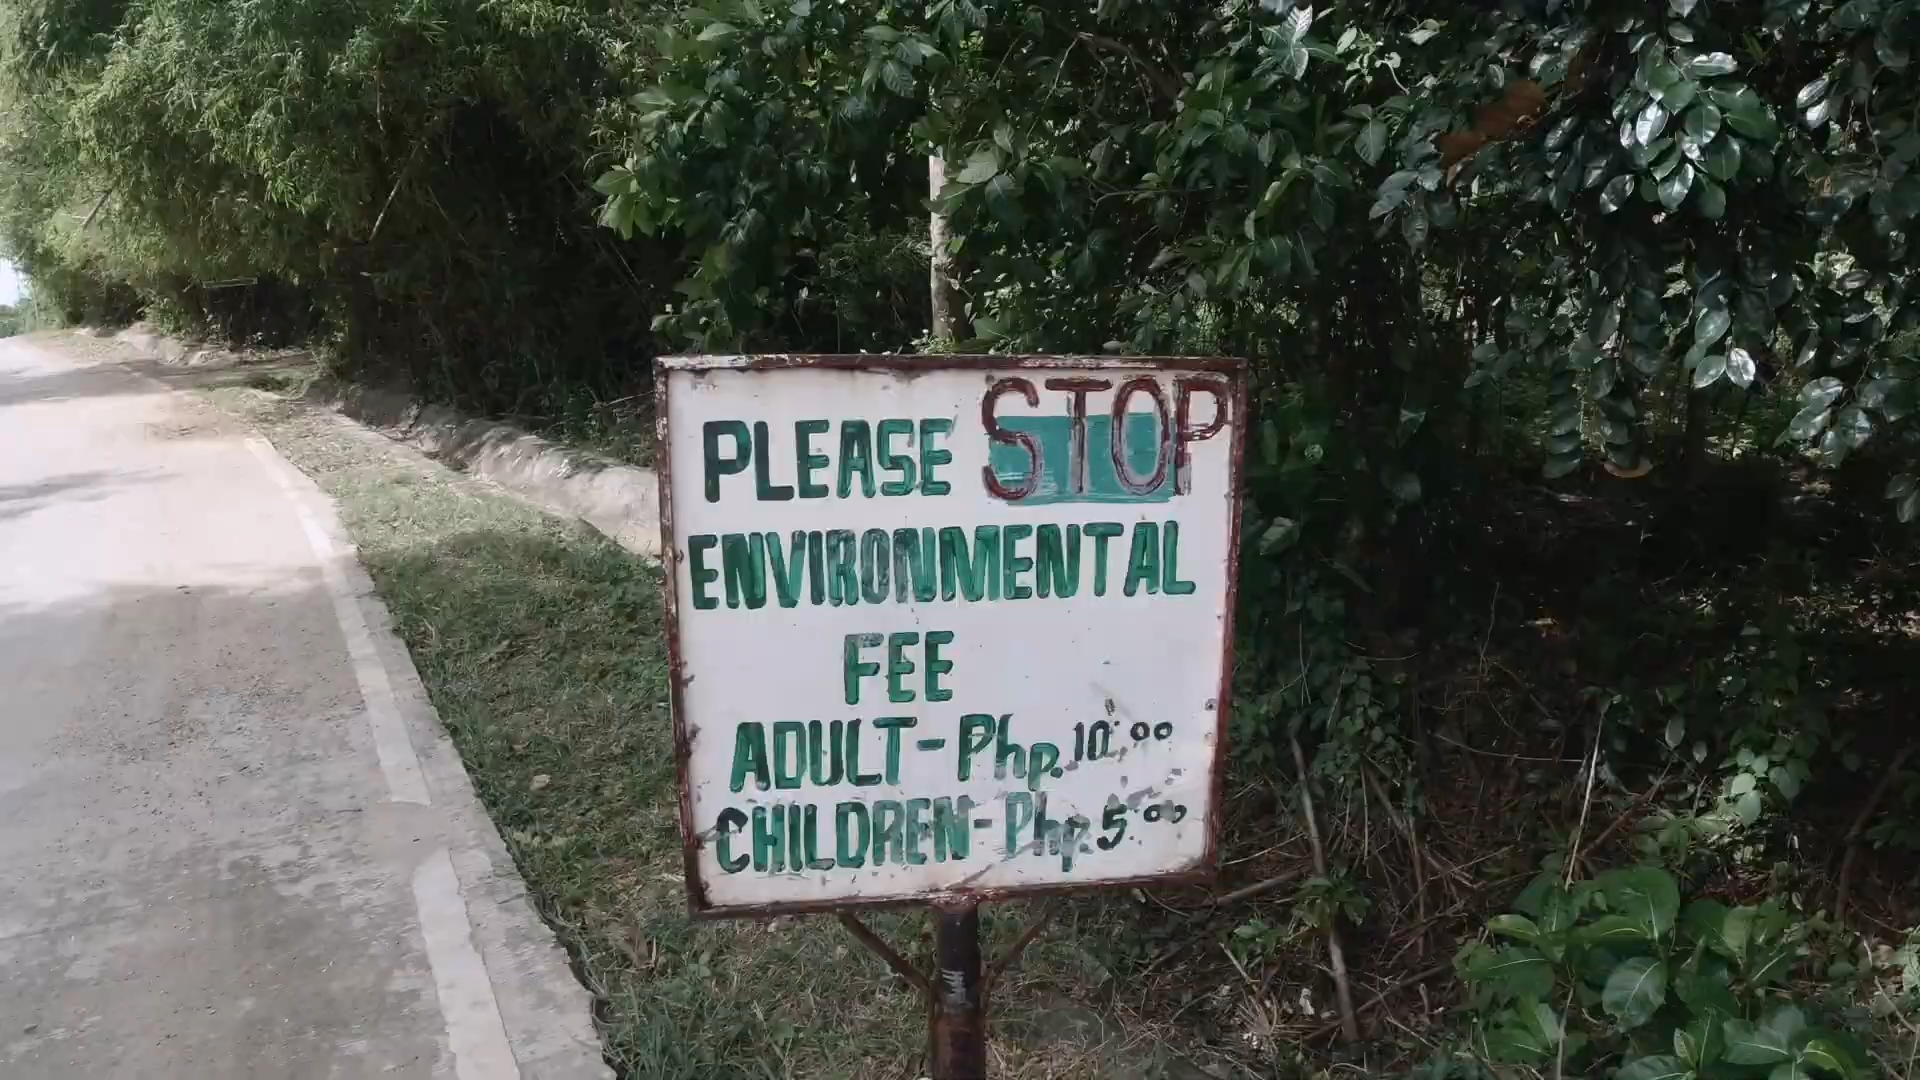 PLEASE STOP
ENVIRONMENTAL
FEE
ADULT-Php.10.00
CHILDREN-Php.5.00